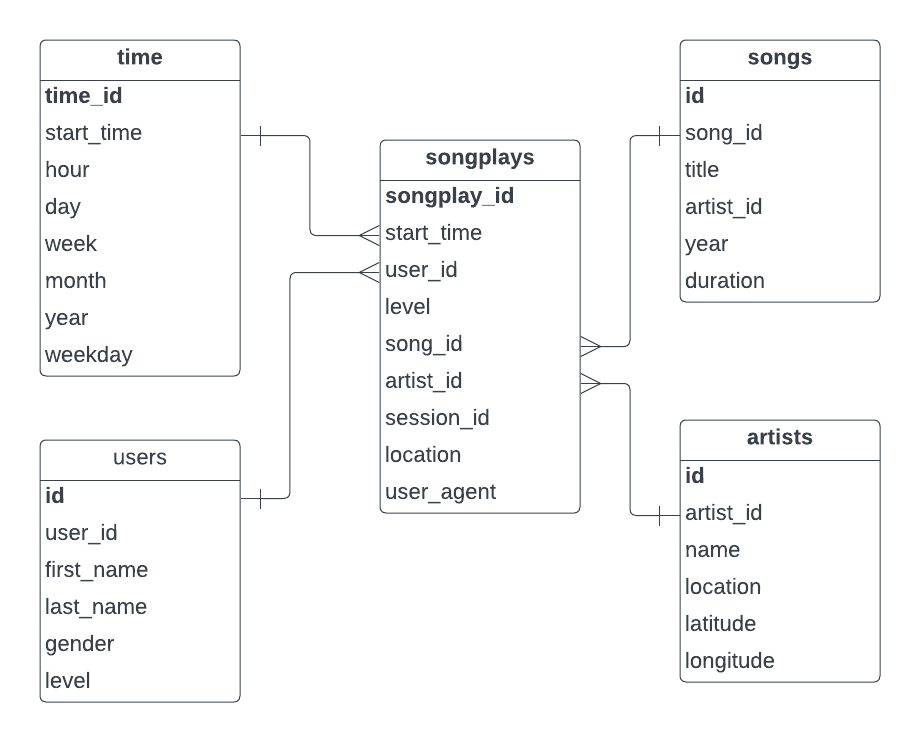 time
time_id
start_time
hour
day
week
month
year
weekday
users
id
user_id
first_name
last_name
gender
level
songplays
songplay_id
start_time
user_id
level
song_id
artist_id
session_id
location
user_agent
songs
id
song_id
title
artist_id
year
duration
artists
id
artist_id
name
location
latitude
longitude